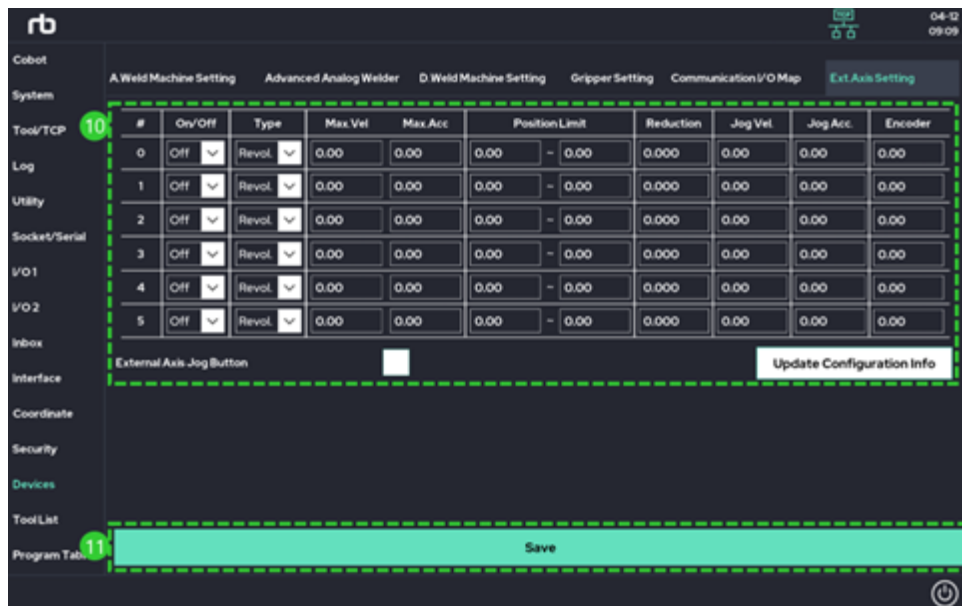 rb
TCP
04-12
09:09
Cobot
System
Tool/TCP
Log
Utility
Socket/Serial
I/O 1
I/O 2
Inbox
Interface
Coordinate
Security
Devices
Tool List
Program Tab
A.Weld Machine Setting Advanced Analog Welder D.Weld Machine Setting Gripper Setting Communication I/O Map Ext.Axis Setting
10
# On/Off Type Max.Vel Max.Acc Position Limit Reduction Jog Vel. Jog Acc. Encoder
0 Off Revol. 0.00 0.00 0.00 ~ 0.00 0.000 0.00 0.00 0.00
1 Off Revol. 0.00 0.00 0.00 ~ 0.00 0.000 0.00 0.00 0.00
2 Off Revol. 0.00 0.00 0.00 ~ 0.00 0.000 0.00 0.00 0.00
3 Off Revol. 0.00 0.00 0.00 ~ 0.00 0.000 0.00 0.00 0.00
4 Off Revol. 0.00 0.00 0.00 ~ 0.00 0.000 0.00 0.00 0.00
5 Off Revol. 0.00 0.00 0.00 ~ 0.00 0.000 0.00 0.00 0.00
External Axis Jog Button Update Configuration Info
11
Save